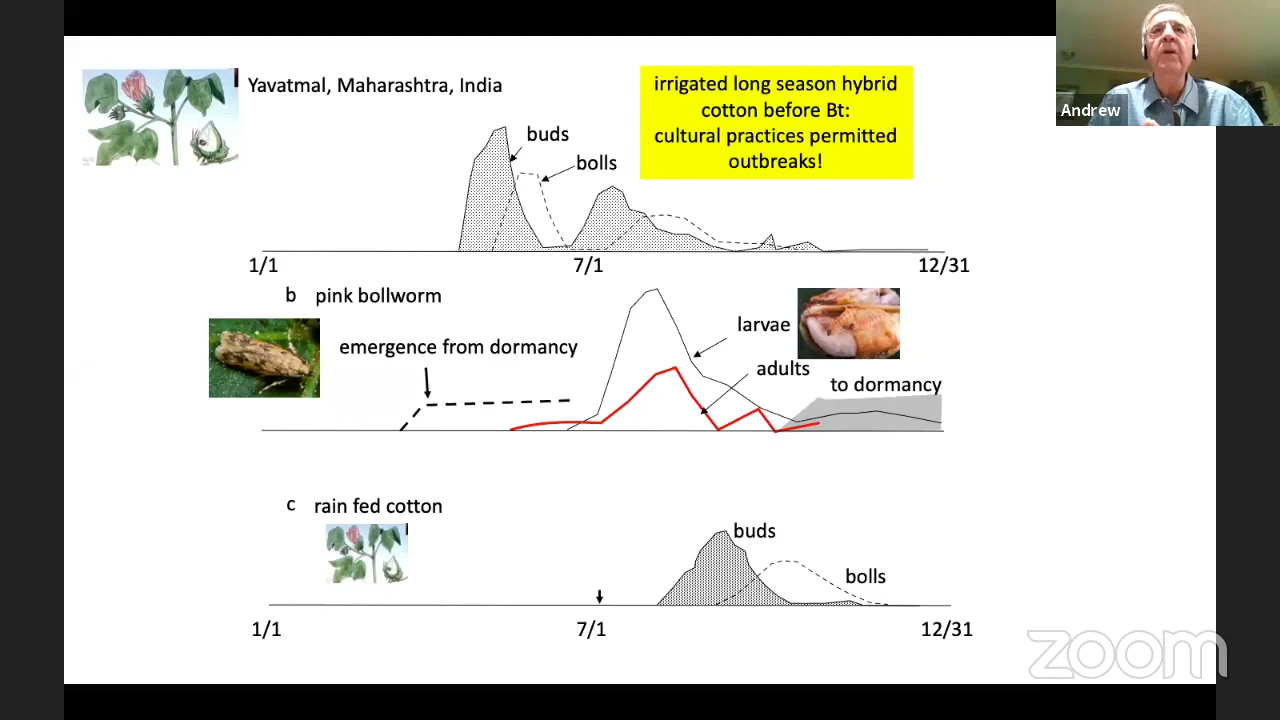 Yavatmal, Maharashtra, India
irrigated long season hybrid
cotton before Bt:
cultural practices permitted
outbreaks!
Andrew
buds
bolls
1/1
7/1
12/31
b pink bollworm
larvae
emergence from dormancy
adults
to dormancy
c rain fed cotton
buds
bolls
1/1
7/1
12/31
zoom